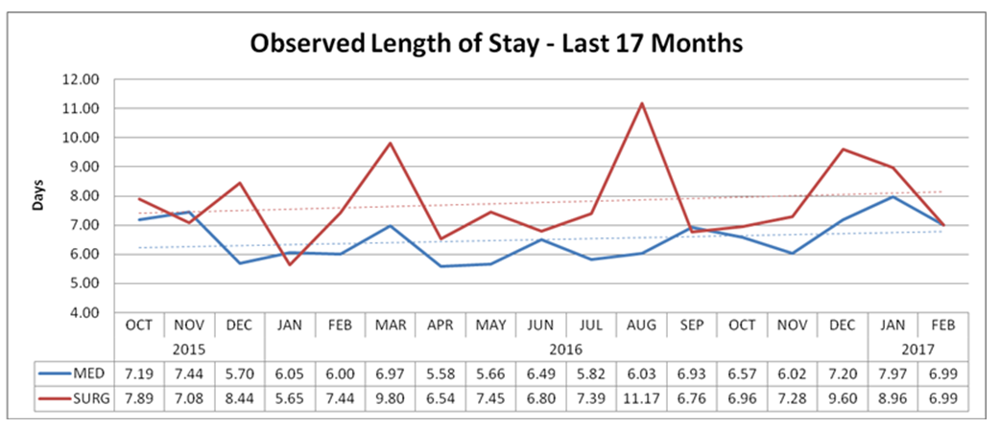 Observed Length of Stay - Last 17 Months
Days
12.00
11.00
10.00
9.00
8.00
7.00
6.00
5.00
4.00
OCT NOV DEC JAN FEB MAR APR MAY JUN JUL AUG SEP OCT NOV DEC JAN FEB
2015 2016 2017
MED 7.19 7.44 5.70 6.05 6.00 6.97 5.58 5.66 6.49 5.82 6.03 6.93 6.57 6.02 7.20 7.97 6.99
SURG 7.89 7.08 8.44 5.65 7.44 9.80 6.54 7.45 6.80 7.39 11.17 6.76 6.96 7.28 9.60 8.96 6.99